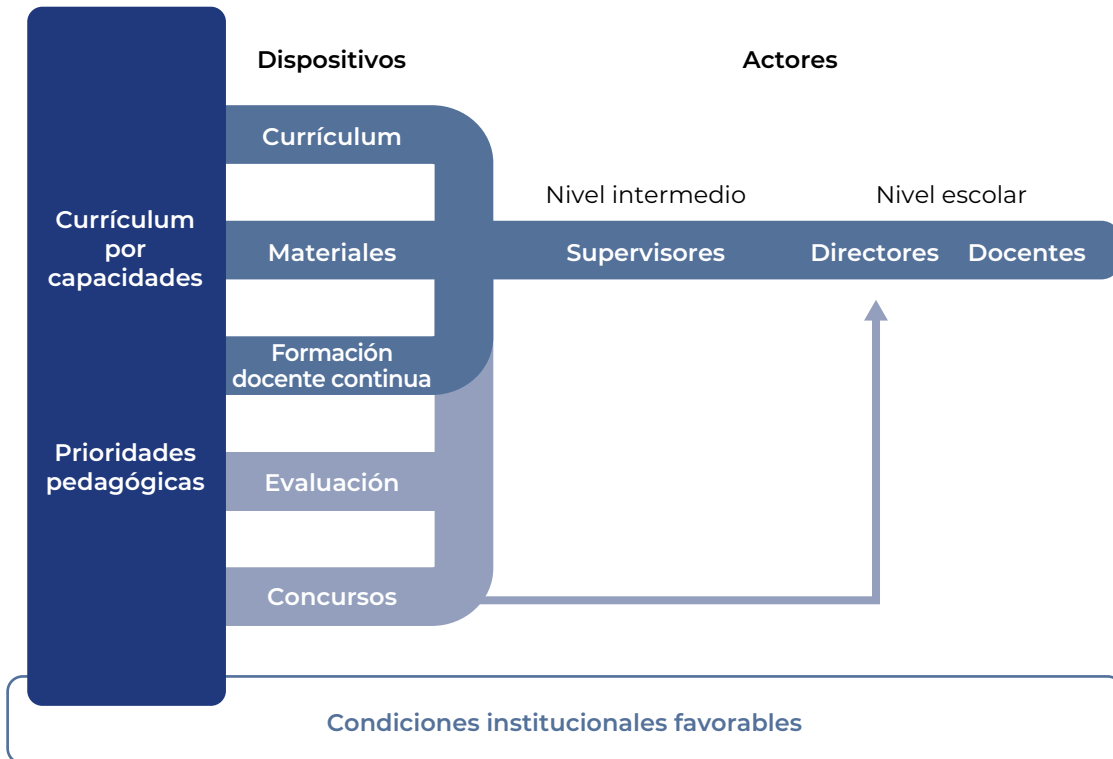 Dispositivos
Actores
Currículum
por
capacidades
Prioridades
pedagógicas
Currículum
Materiales
Formación
docente continua
Evaluación
Concursos
Nivel intermedio
Nivel escolar
Supervisores
Directores
Docentes
Condiciones institucionales favorables